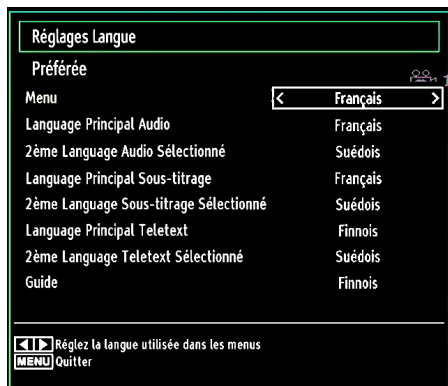 Réglages Langue
Préférée
Menu < Français >
Language Principal Audio Français
2ème Language Audio Sélectionné Suédois
Language Principal Sous-titrage Français
2ème Language Sous-titrage Sélectionné Suédois
Language Principal Teletext Finnois
2ème Language Teletext Sélectionné Suédois
Guide Finnois
Réglez la langue utilisée dans les menus
MENU Quitter